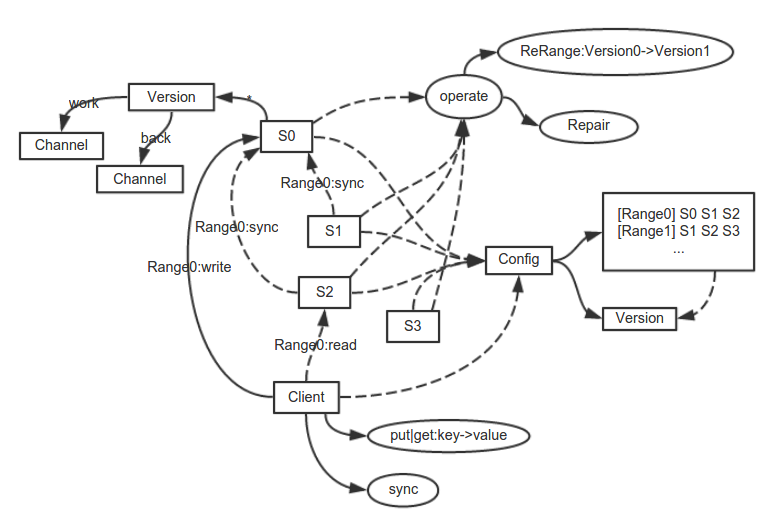 ReRange:Version0->Version1
work
Version
*
operate
Channel
back
S0
Repair
Channel
Range0:sync
[Range0] S0 S1 S2
[Range1] S1 S2 S3
...
Range0:sync
S1
Range0:write
Config
S2
Version
S3
Range0:read
Client
put|get:key->value
sync